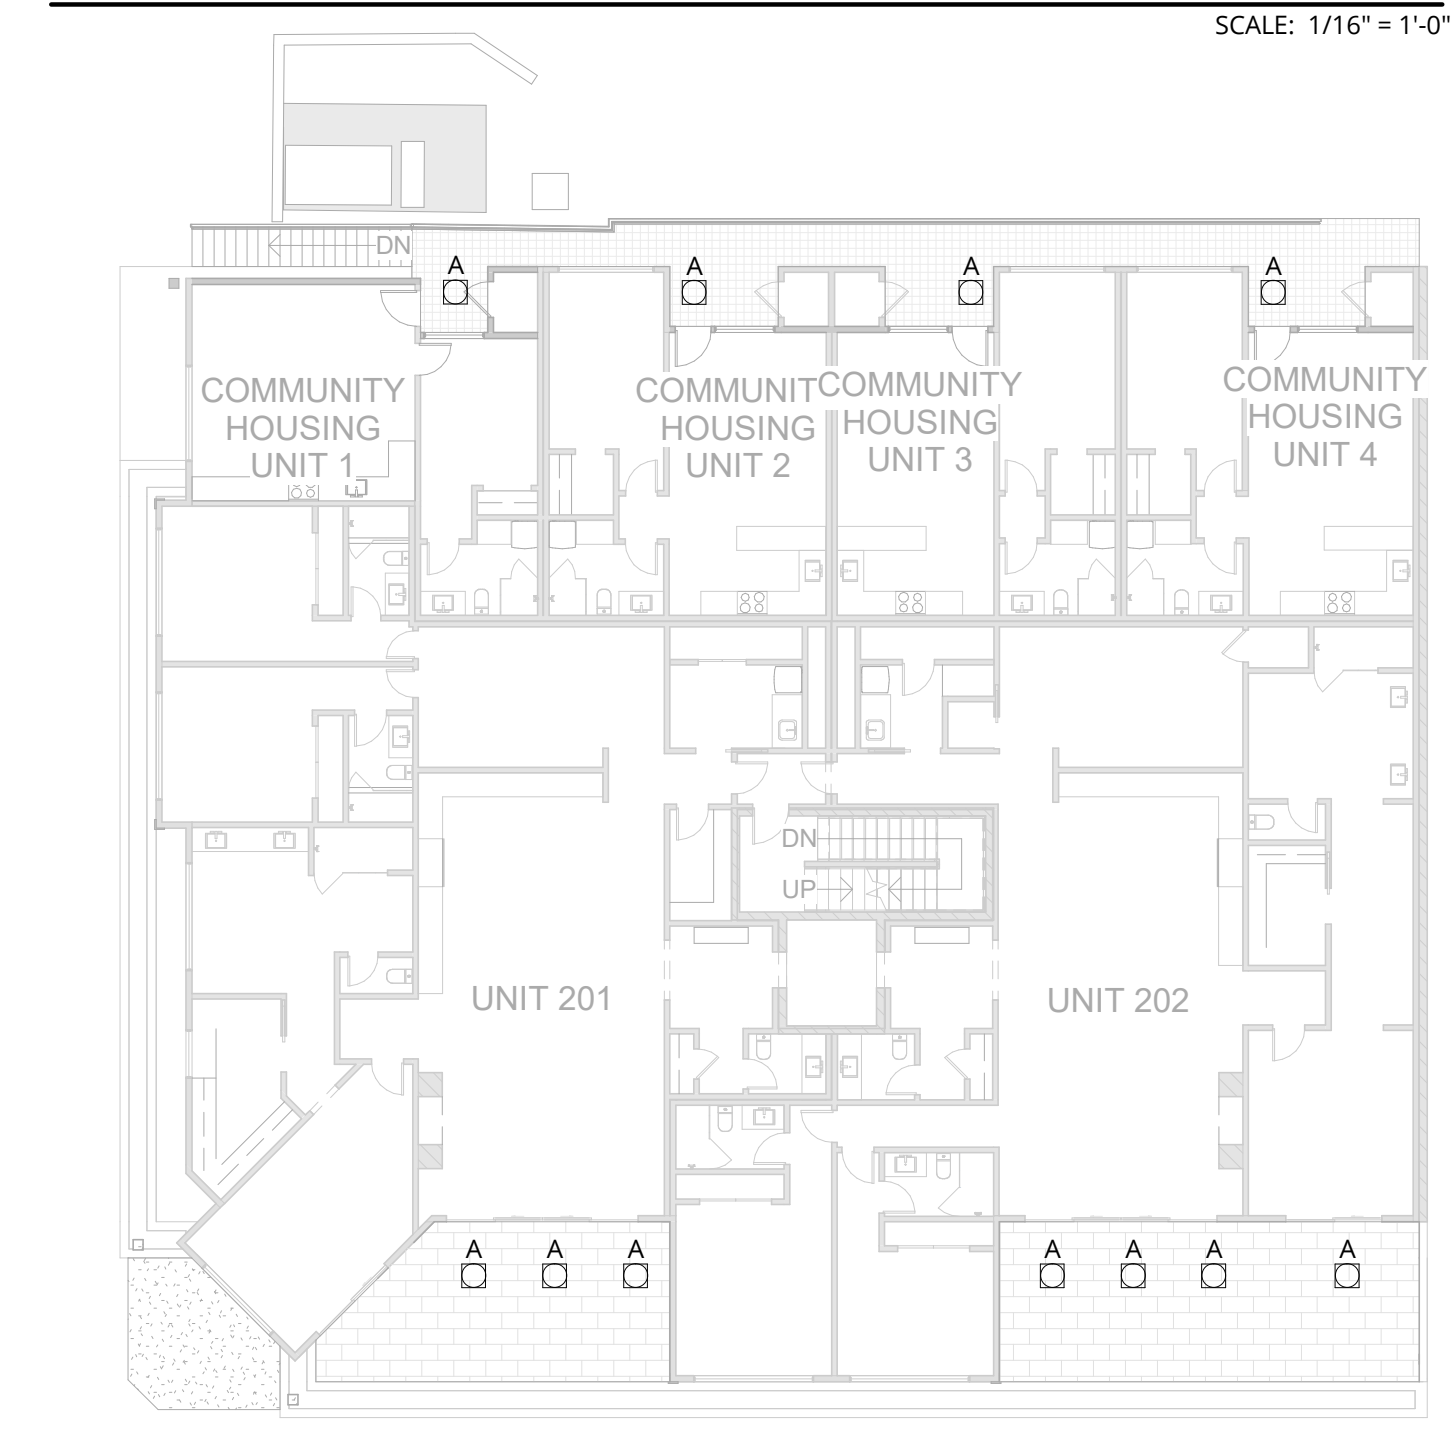 SCALE: 1/16" = 1'-0"
DN
A
A
A
A
COMMUNITY
HOUSING
UNIT 1
COMMUNIT
HOUSING
UNIT 2
COMMUNITY
HOUSING
UNIT 3
COMMUNITY
HOUSING
UNIT 4
DN
UP
UNIT 201
UNIT 202
A
A
A
A
A
A
A